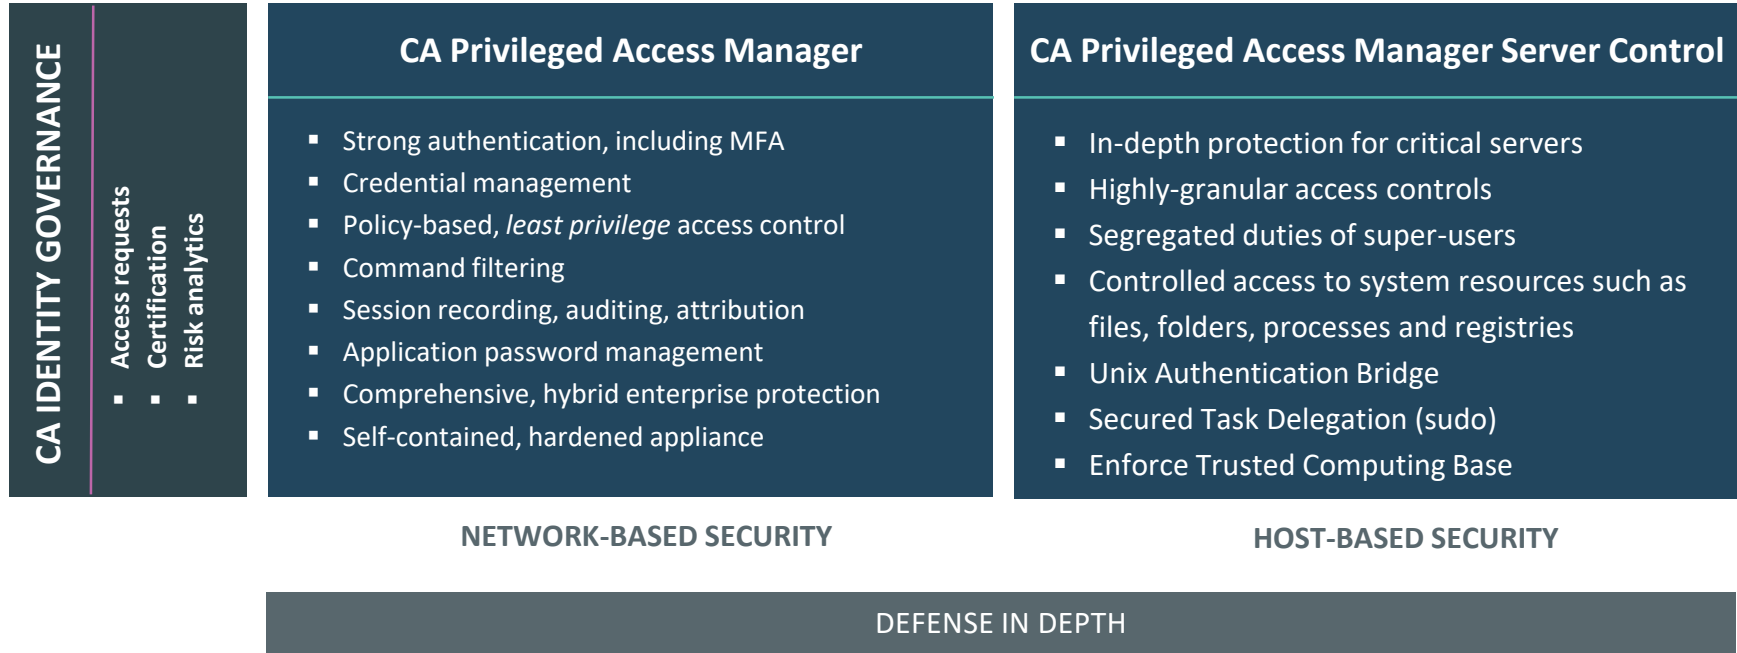 CA IDENTITY GOVERNANCE
▪ Access requests
▪ Certification
▪ Risk analytics
CA Privileged Access Manager
▪ Strong authentication, including MFA
▪ Credential management
▪ Policy-based, least privilege access control
▪ Command filtering
▪ Session recording, auditing, attribution
▪ Application password management
▪ Comprehensive, hybrid enterprise protection
▪ Self-contained, hardened appliance
NETWORK-BASED SECURITY
CA Privileged Access Manager Server Control
▪ In-depth protection for critical servers
▪ Highly-granular access controls
▪ Segregated duties of super-users
▪ Controlled access to system resources such as
files, folders, processes and registries
▪ Unix Authentication Bridge
▪ Secured Task Delegation (sudo)
▪ Enforce Trusted Computing Base
HOST-BASED SECURITY
DEFENSE IN DEPTH